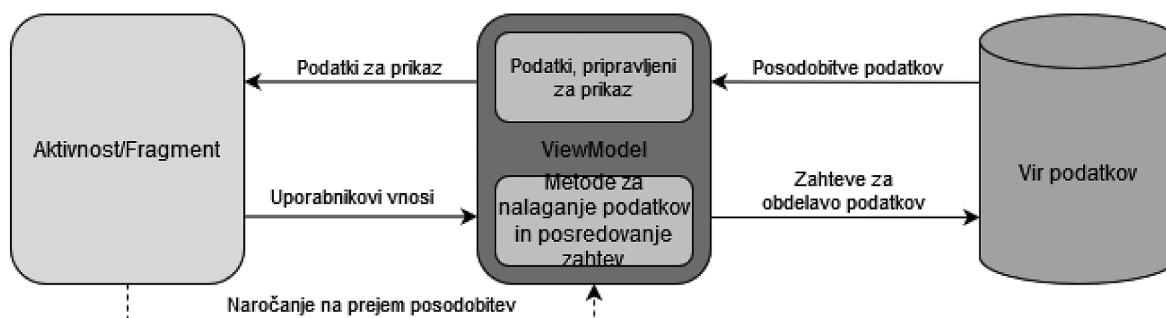 Podatki za prikaz
Podatki, pripravljeni
za prikaz
Posodobitve podatkov
Aktivnost/Fragment
ViewModel
Vir podatkov
Uporabnikovi vnosi
Metode za
nalaganje podatkov
in posredovanje
zahtev
Zahteve za
obdelavo podatkov
Naročanje na prejem posodobitev